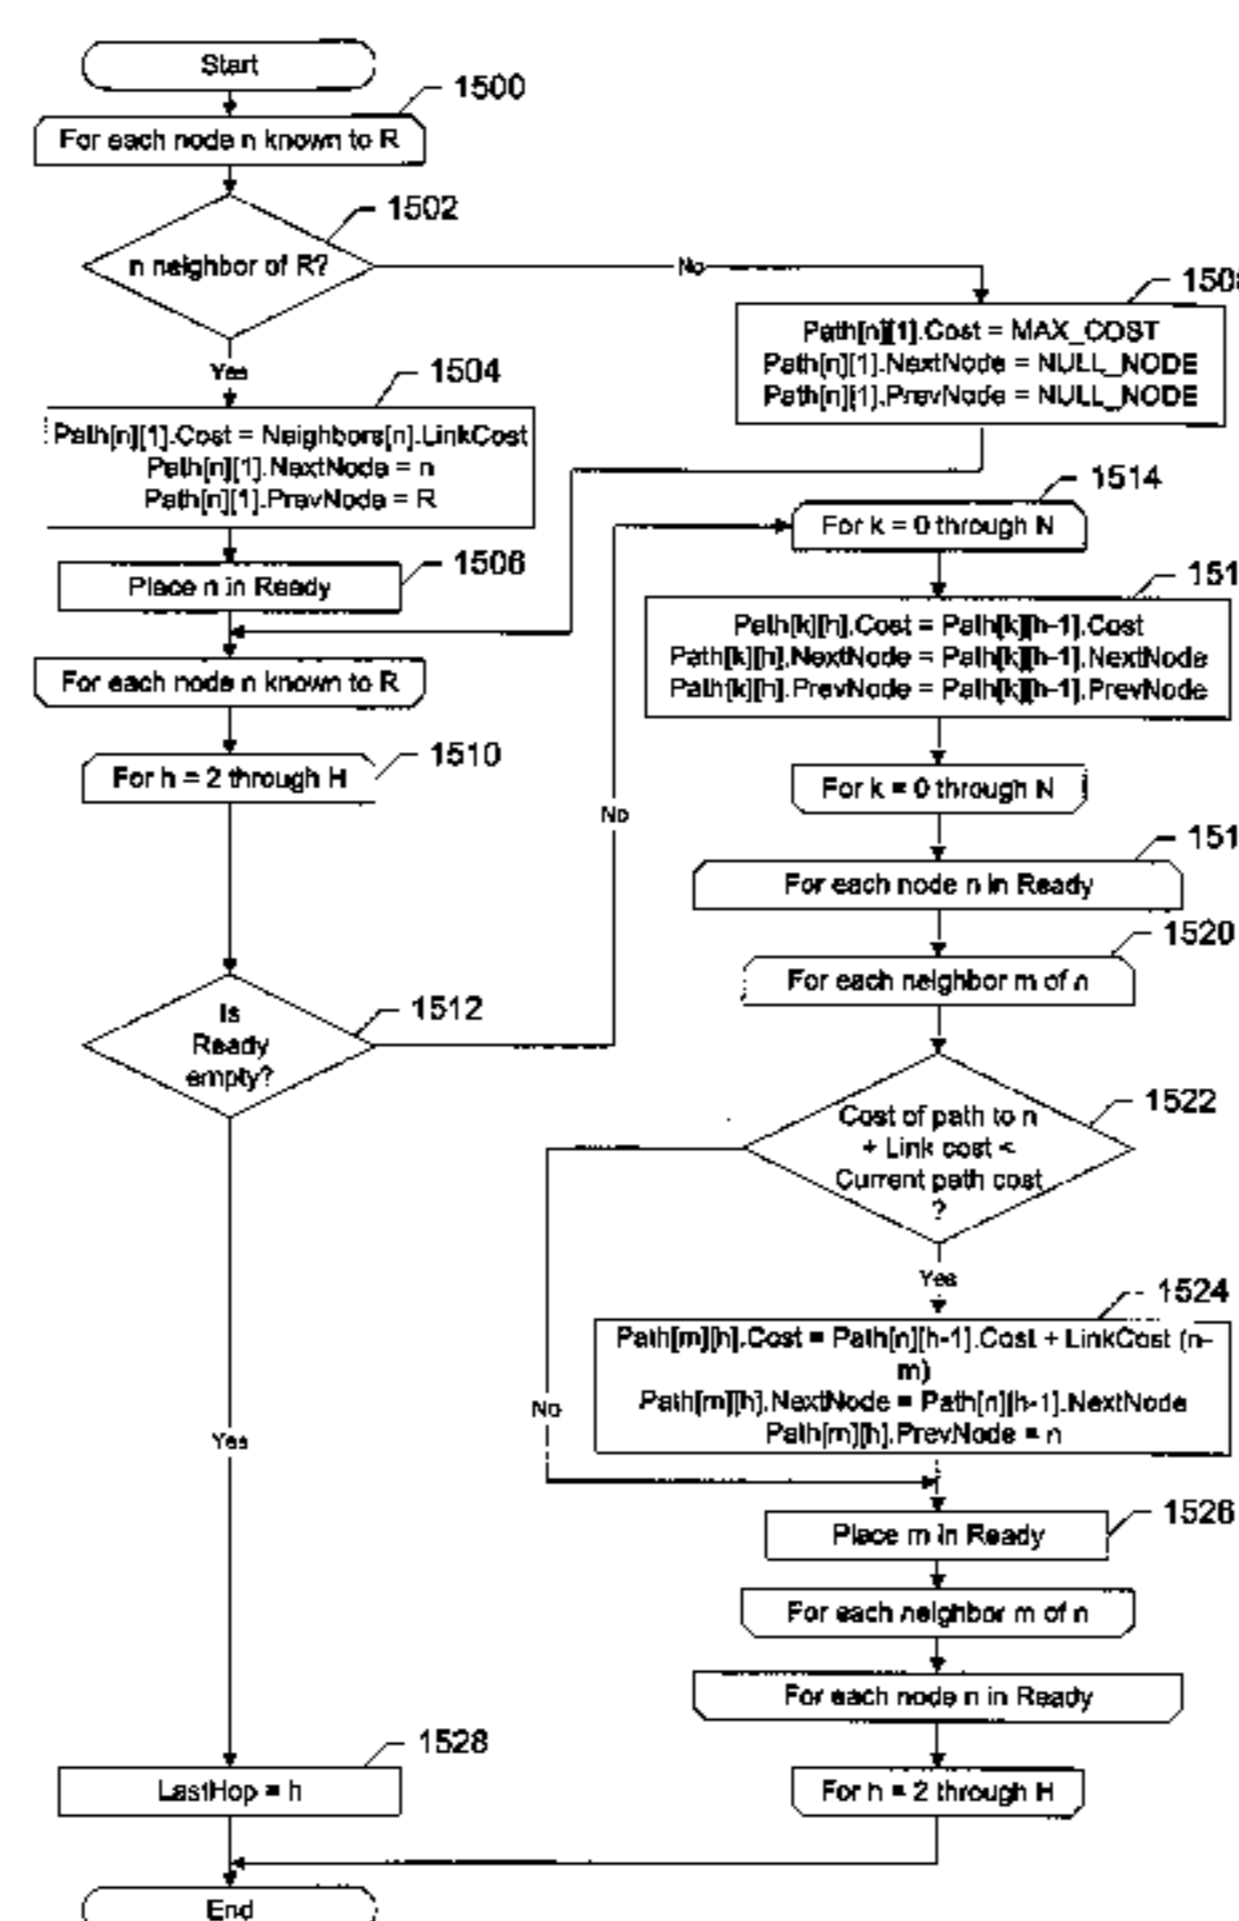 Start
1500
For each node n known to R
1502
n neighbor of R?
No
Yes
1504
Path[n][1].Cost = Neighbors[n].LinkCost
Path[n][1].NextNode = n
Path[n][1].PrevNode = R
1506
Place n in Ready
For each node n known to R
1510
For h = 2 through H
Is
Ready
empty?
1512
No
Yes
1528
LastHop = h
End
Path[n][1].Cost = MAX_COST
Path[n][1].NextNode = NULL_NODE
Path[n][1].PrevNode = NULL_NODE
1514
For k = 0 through N
151
Path[k][h].Cost = Path[k][h-1].Cost
Path[k][h].NextNode = Path[k][h-1].NextNode
Path[k][h].PrevNode = Path[k][h-1].PrevNode
For k = 0 through N
151
For each node n in Ready
1520
For each neighbor m of n
1522
Cost of path to n
+ Link cost <
Current path cost
?
No
Yes
1524
Path[m][h].Cost = Path[n][h-1].Cost + LinkCost (n-
m)
Path[m][h].NextNode = Path[n][h-1].NextNode
Path[m][h].PrevNode = n
1526
Place m in Ready
For each neighbor m of n
For each node n in Ready
For h = 2 through H